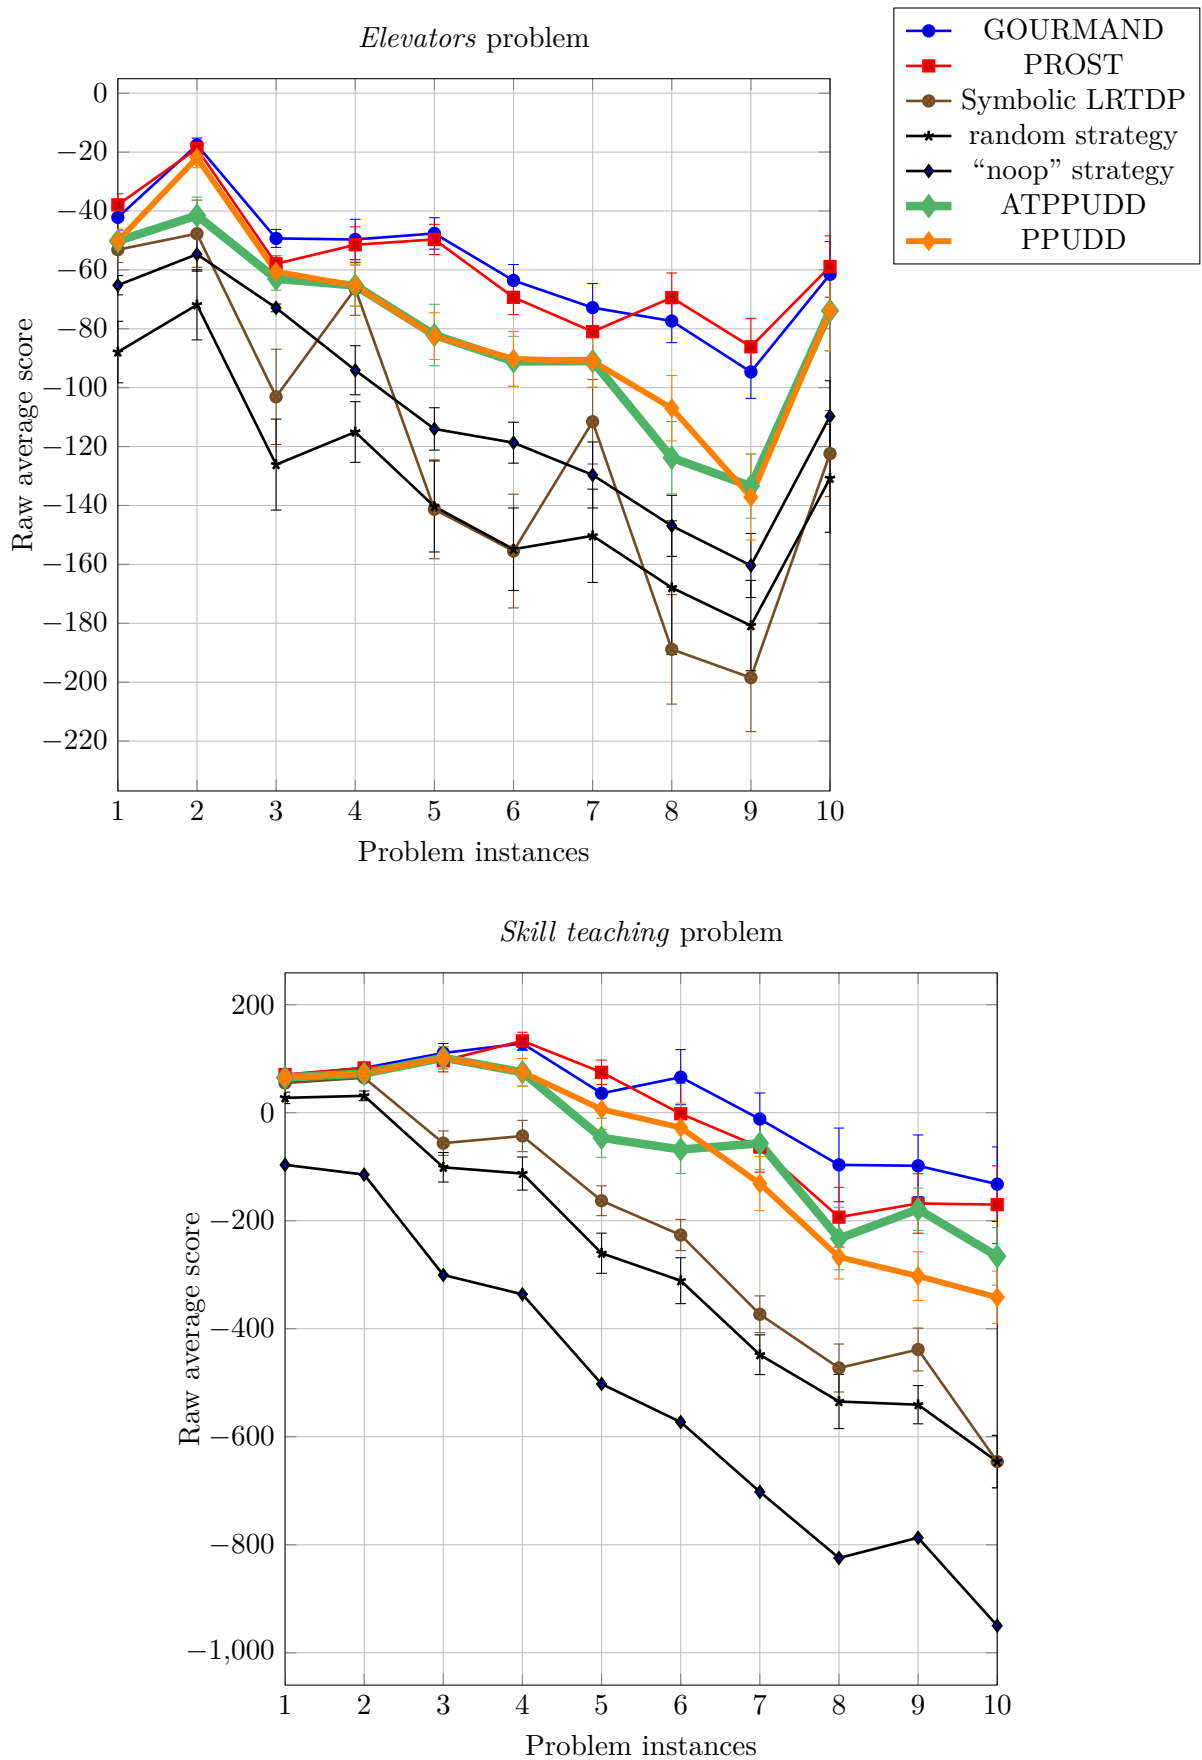 Elevators problem
GOURMAND
PROST
Symbolic LRTDP
random strategy
“noop” strategy
ATPPUDD
PPUDD
0
−20
−40
−60
−80
−100
−120
−140
−160
−180
−200
−220
Raw average score
1 2 3 4 5 6 7 8 9 10
Problem instances
Skill teaching problem
200
0
−200
−400
−600
−800
−1,000
Raw average score
1 2 3 4 5 6 7 8 9 10
Problem instances